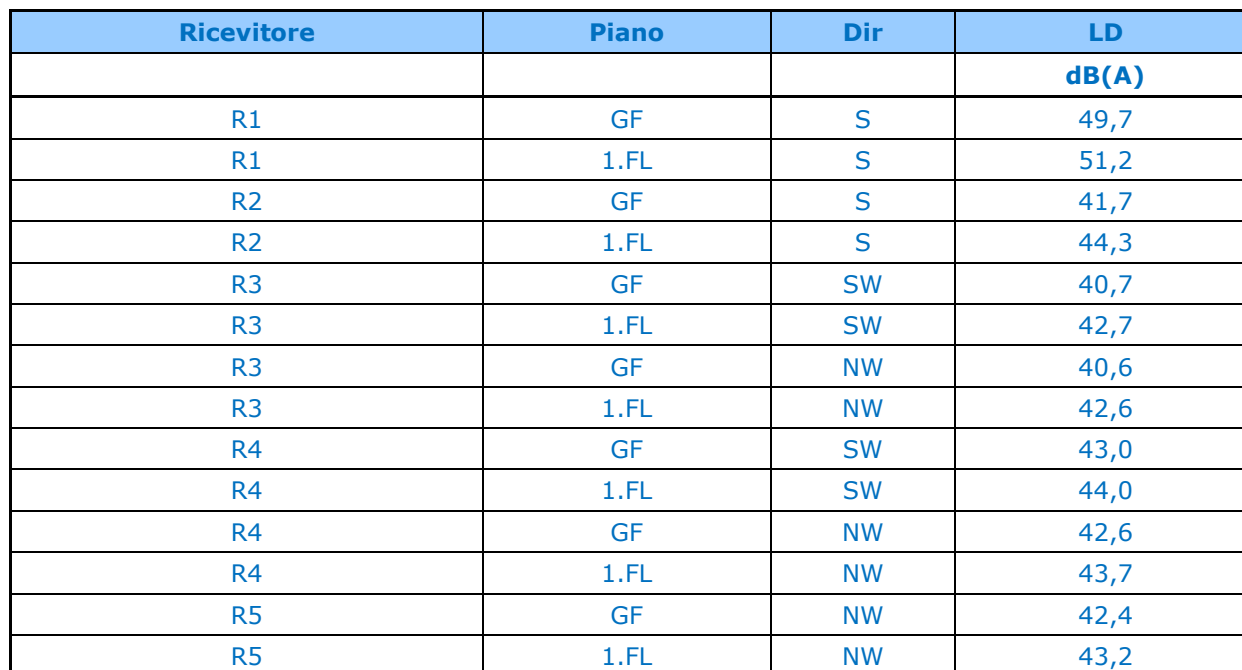 Ricevitore Piano Dir LD
dB(A)
R1 GF S 49,7
R1 1.FL S 51,2
R2 GF S 41,7
R2 1.FL S 44,3
R3 GF SW 40,7
R3 1.FL SW 42,7
R3 GF NW 40,6
R3 1.FL NW 42,6
R4 GF SW 43,0
R4 1.FL SW 44,0
R4 GF NW 42,6
R4 1.FL NW 43,7
R5 GF NW 42,4
R5 1.FL NW 43,2